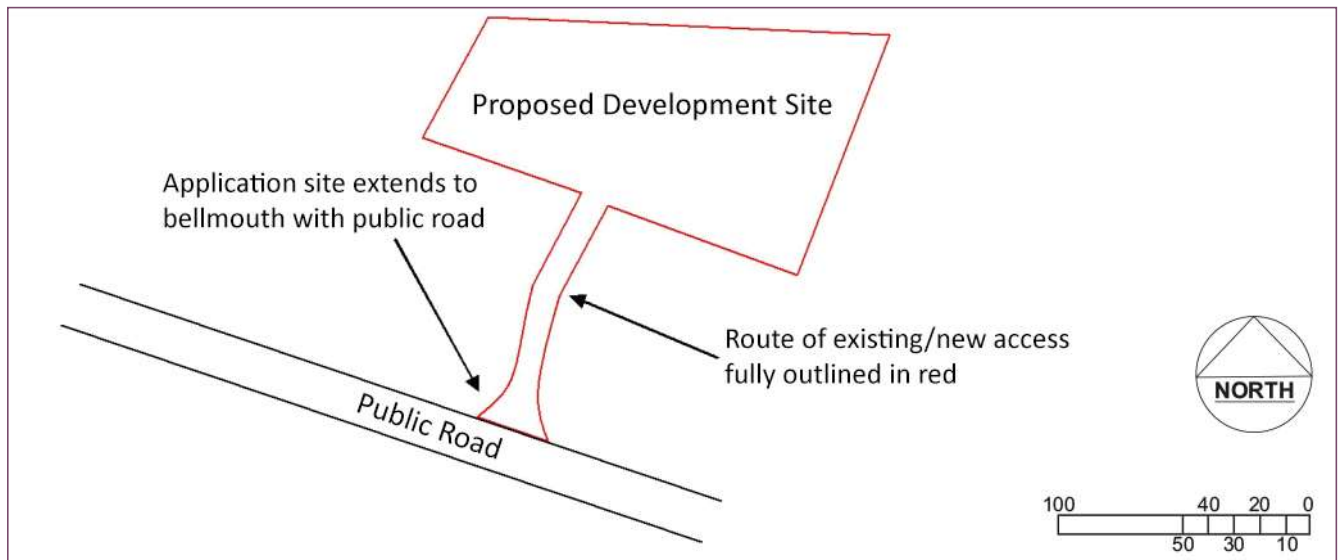 Proposed Development Site
Application site extends to
bellmouth with public road
Route of existing/new access
fully outlined in red
Public Road
NORTH
100 40 20 0
50 30 10